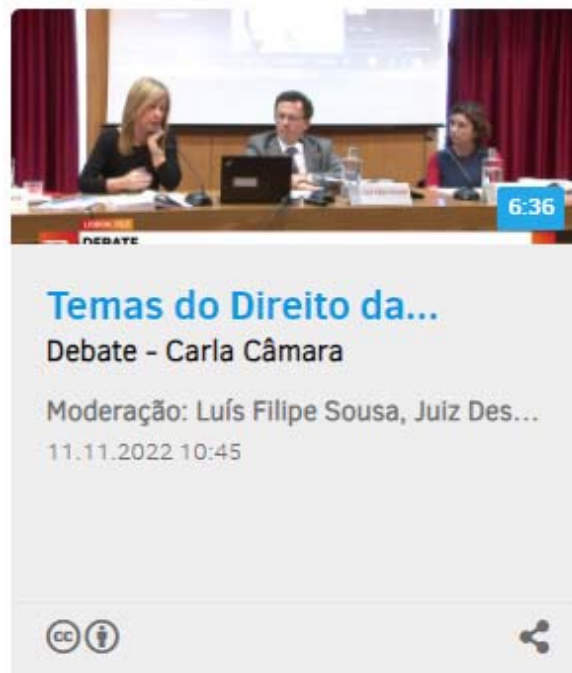 6:36
DEBATE
Temas do Direito da...
Debate - Carla Câmara
Moderação: Luís Filipe Sousa, Juiz Des...
11.11.2022 10:45
cc